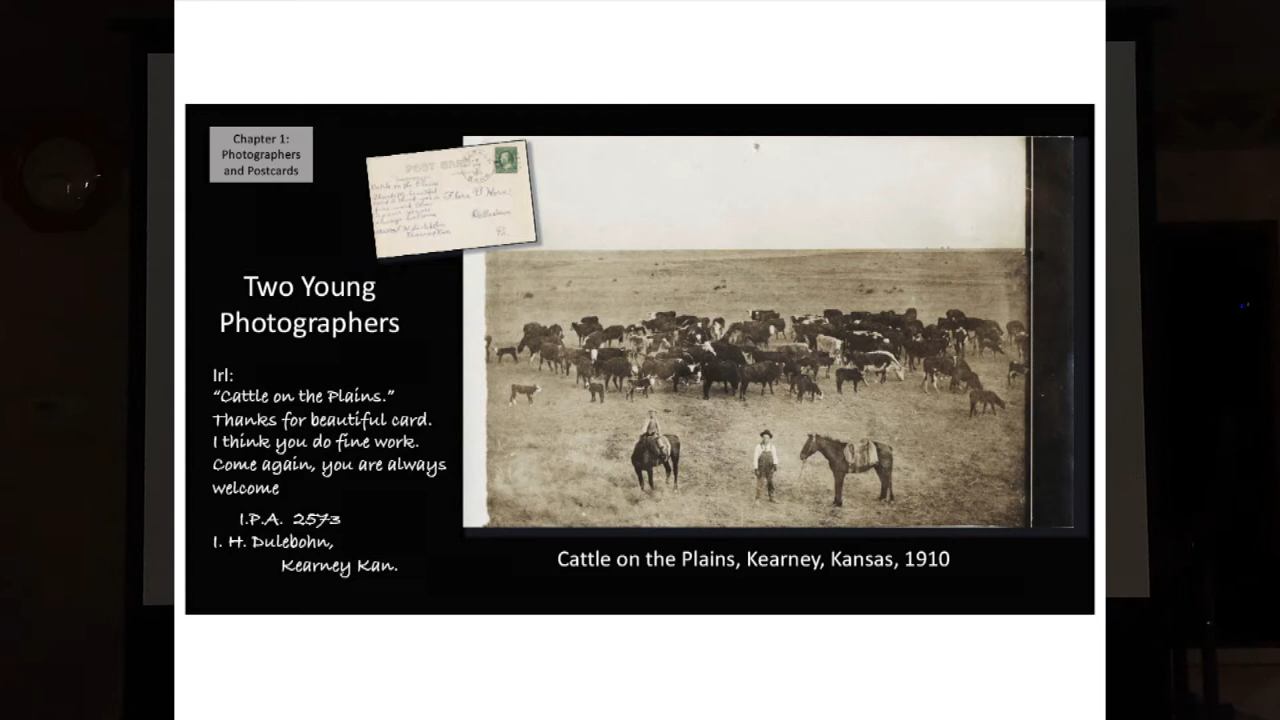 Chapter 1:
Photographers
and Postcards
POST CARD
Two Young
Photographers
Irl:
“Cattle on the Plains.”
Thanks for beautiful card.
I think you do fine work.
Come again, you are always
welcome
I.P.A. 2573
I. H. Dulebohn,
Kearney Kan.
Cattle on the Plains, Kearney, Kansas, 1910